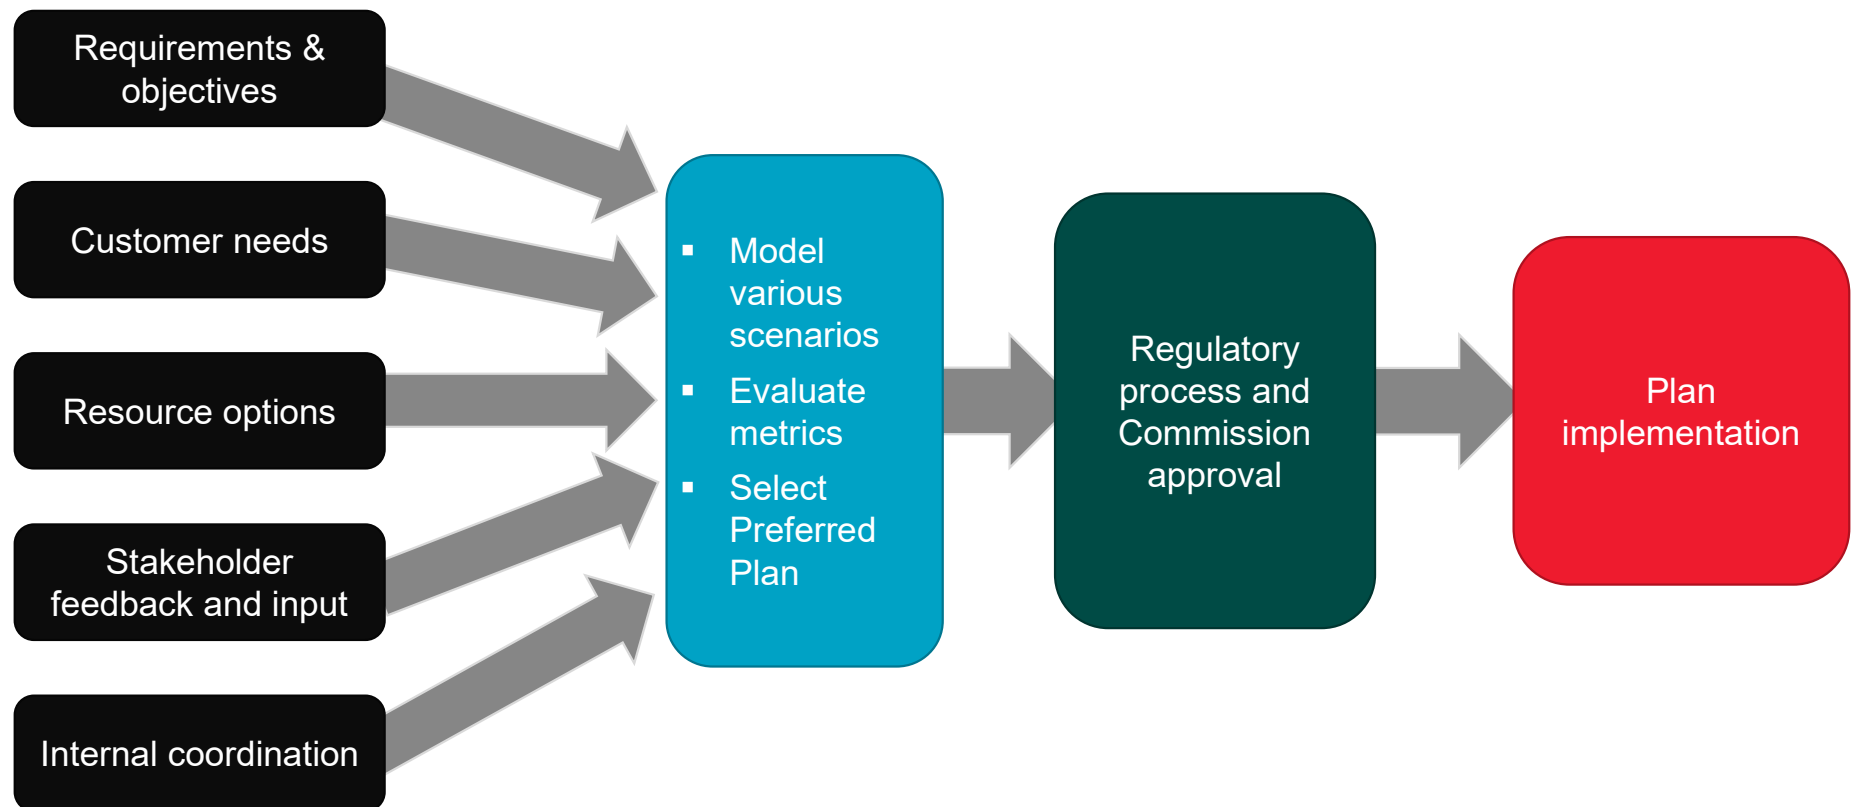 Requirements &
objectives
Customer needs
Resource options
Stakeholder
feedback and input
Internal coordination
▪ Model
various
scenarios
▪ Evaluate
metrics
▪ Select
Preferred
Plan
Regulatory
process and
Commission
approval
Plan
implementation